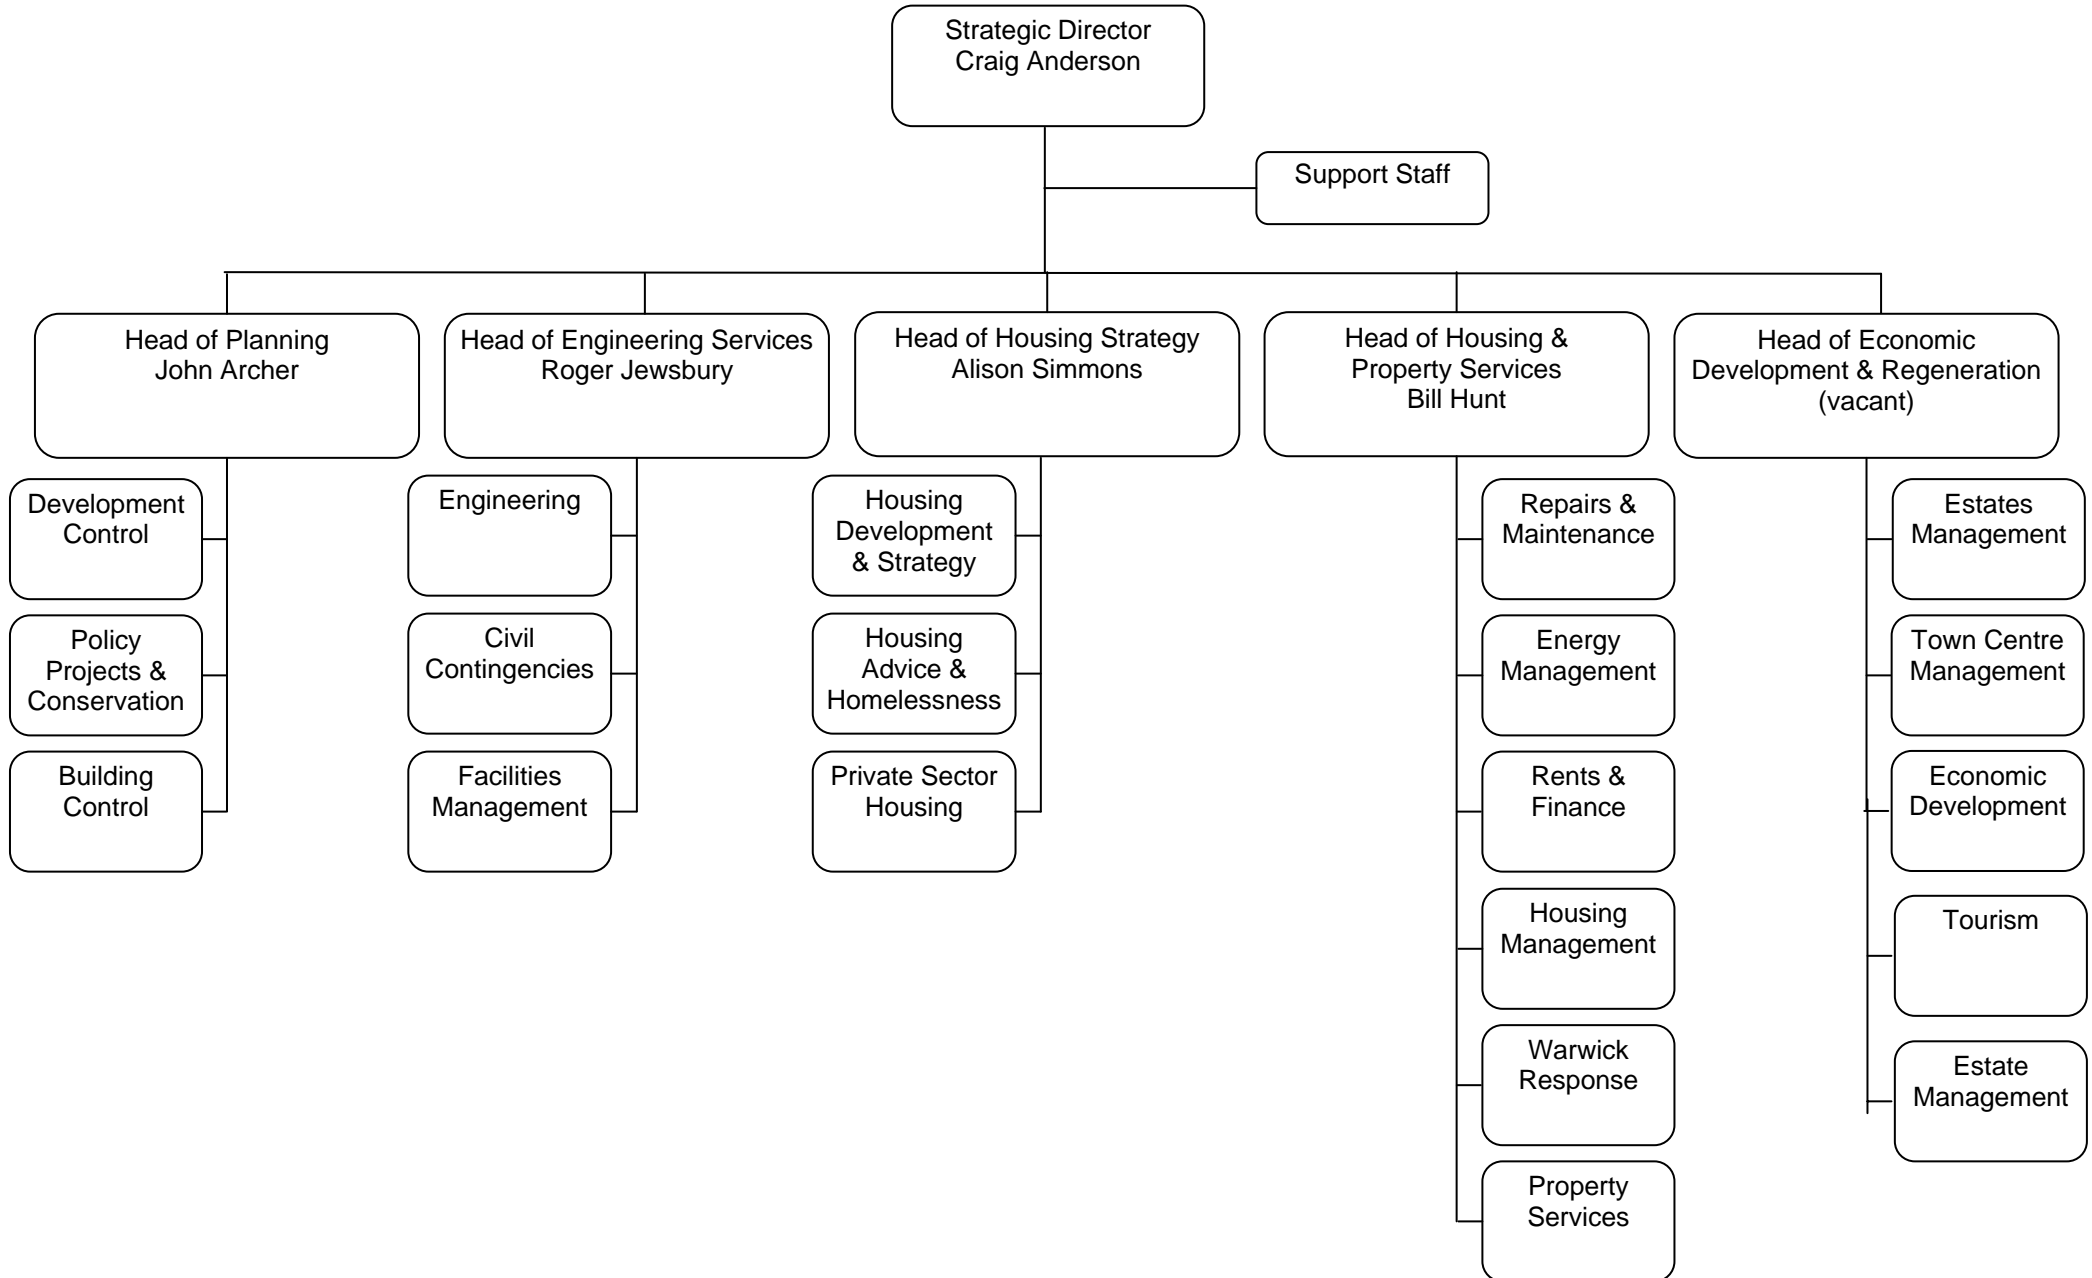 Strategic Director
Craig Anderson
Support Staff
Head of Planning
John Archer
Head of Engineering Services
Roger Jewsbury
Head of Housing Strategy
Alison Simmons
Head of Housing &
Property Services
Bill Hunt
Head of Economic
Development & Regeneration
(vacant)
Development
Control
Policy
Projects &
Conservation
Building
Control
Engineering
Civil
Contingencies
Facilities
Management
Housing
Development
& Strategy
Housing
Advice &
Homelessness
Private Sector
Housing
Repairs &
Maintenance
Energy
Management
Rents &
Finance
Housing
Management
Warwick
Response
Property
Services
Estates
Management
Town Centre
Management
Economic
Development
Tourism
Estate
Management